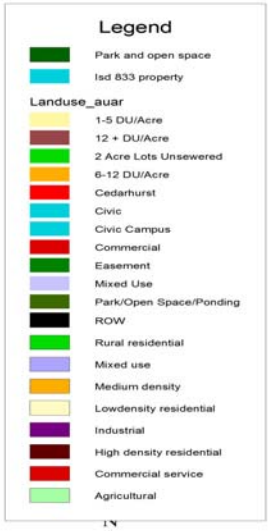 Legend
Park and open space
Isd 833 property
Landuse_auar
1-5 DU/Acre
12 + DU/Acre
2 Acre Lots Unsewered
6-12 DU/Acre
Cedarhurst
Civic
Civic Campus
Commercial
Easement
Mixed Use
Park/Open Space/Ponding
ROW
Rural residential
Mixed use
Medium density
Lowdensity residential
Industrial
High density residential
Commercial service
Agricultural
N